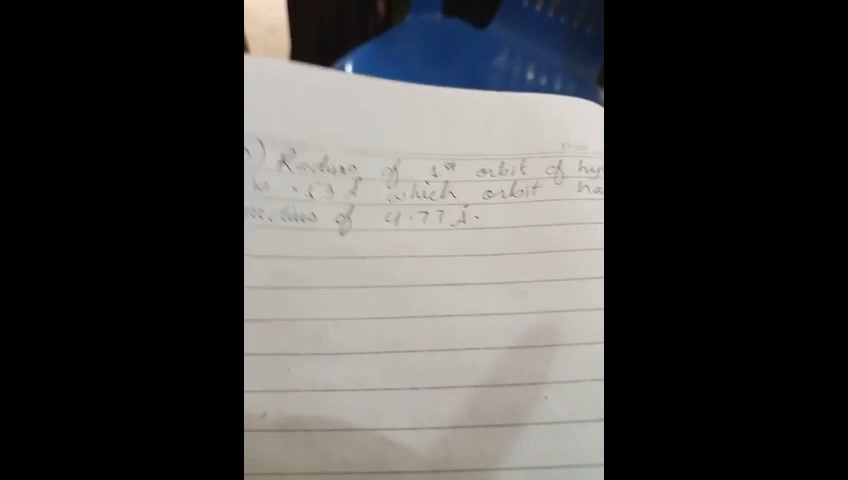 ) Radius of 1st orbit of hy
is .53 Å which orbit ha
radius of 4.77 Å.